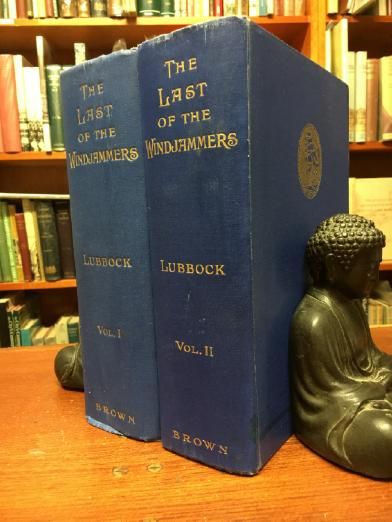 THE
LAST
OF THE
WINDJAMMERS
LUBBOCK
VOL. I
BROWN
THE
LAST
OF THE
WINDJAMMERS
LUBBOCK
VOL. II
BROWN